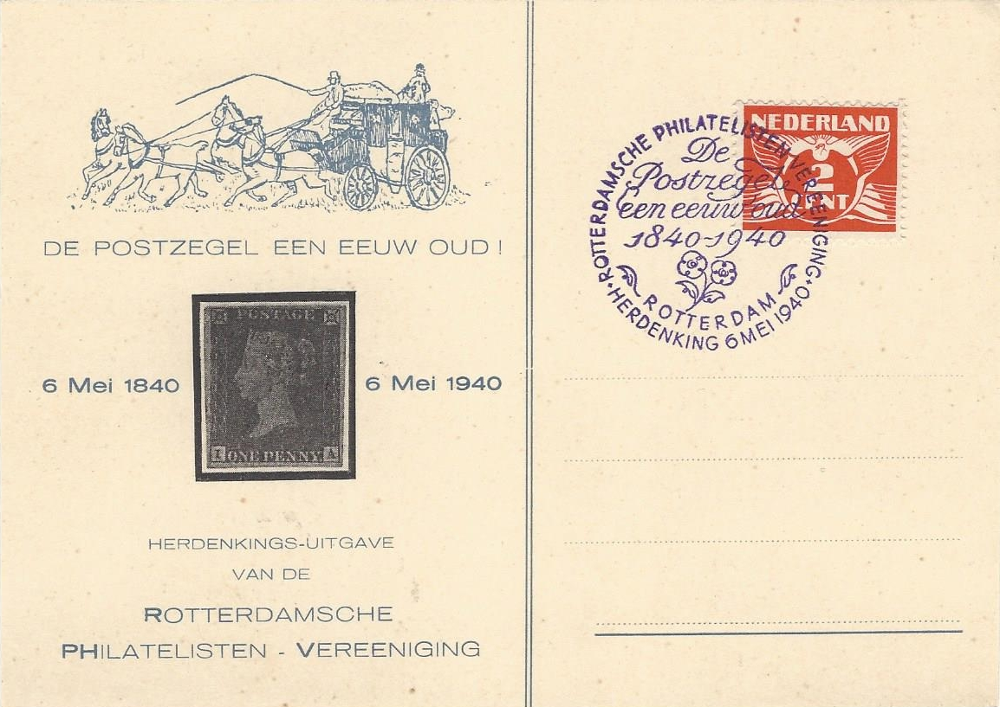 DE POSTZEGEL EEN EEUW OUD!
POSTAGE
6 Mei 1840
6 Mei 1940
I ONE PENNY A
HERDENKINGS-UITGAVE
VAN DE
ROTTERDAMSCHE
PHILATELISTEN - VEREENIGING
NEDERLAND
2
CENT
ROTTERDAMSCHE PHILATELISTEN VEREENIGING
De
Postzegel
Een eeuw oud
1840-1940
ROTTERDAM
HERDENKING 6 MEI 1940